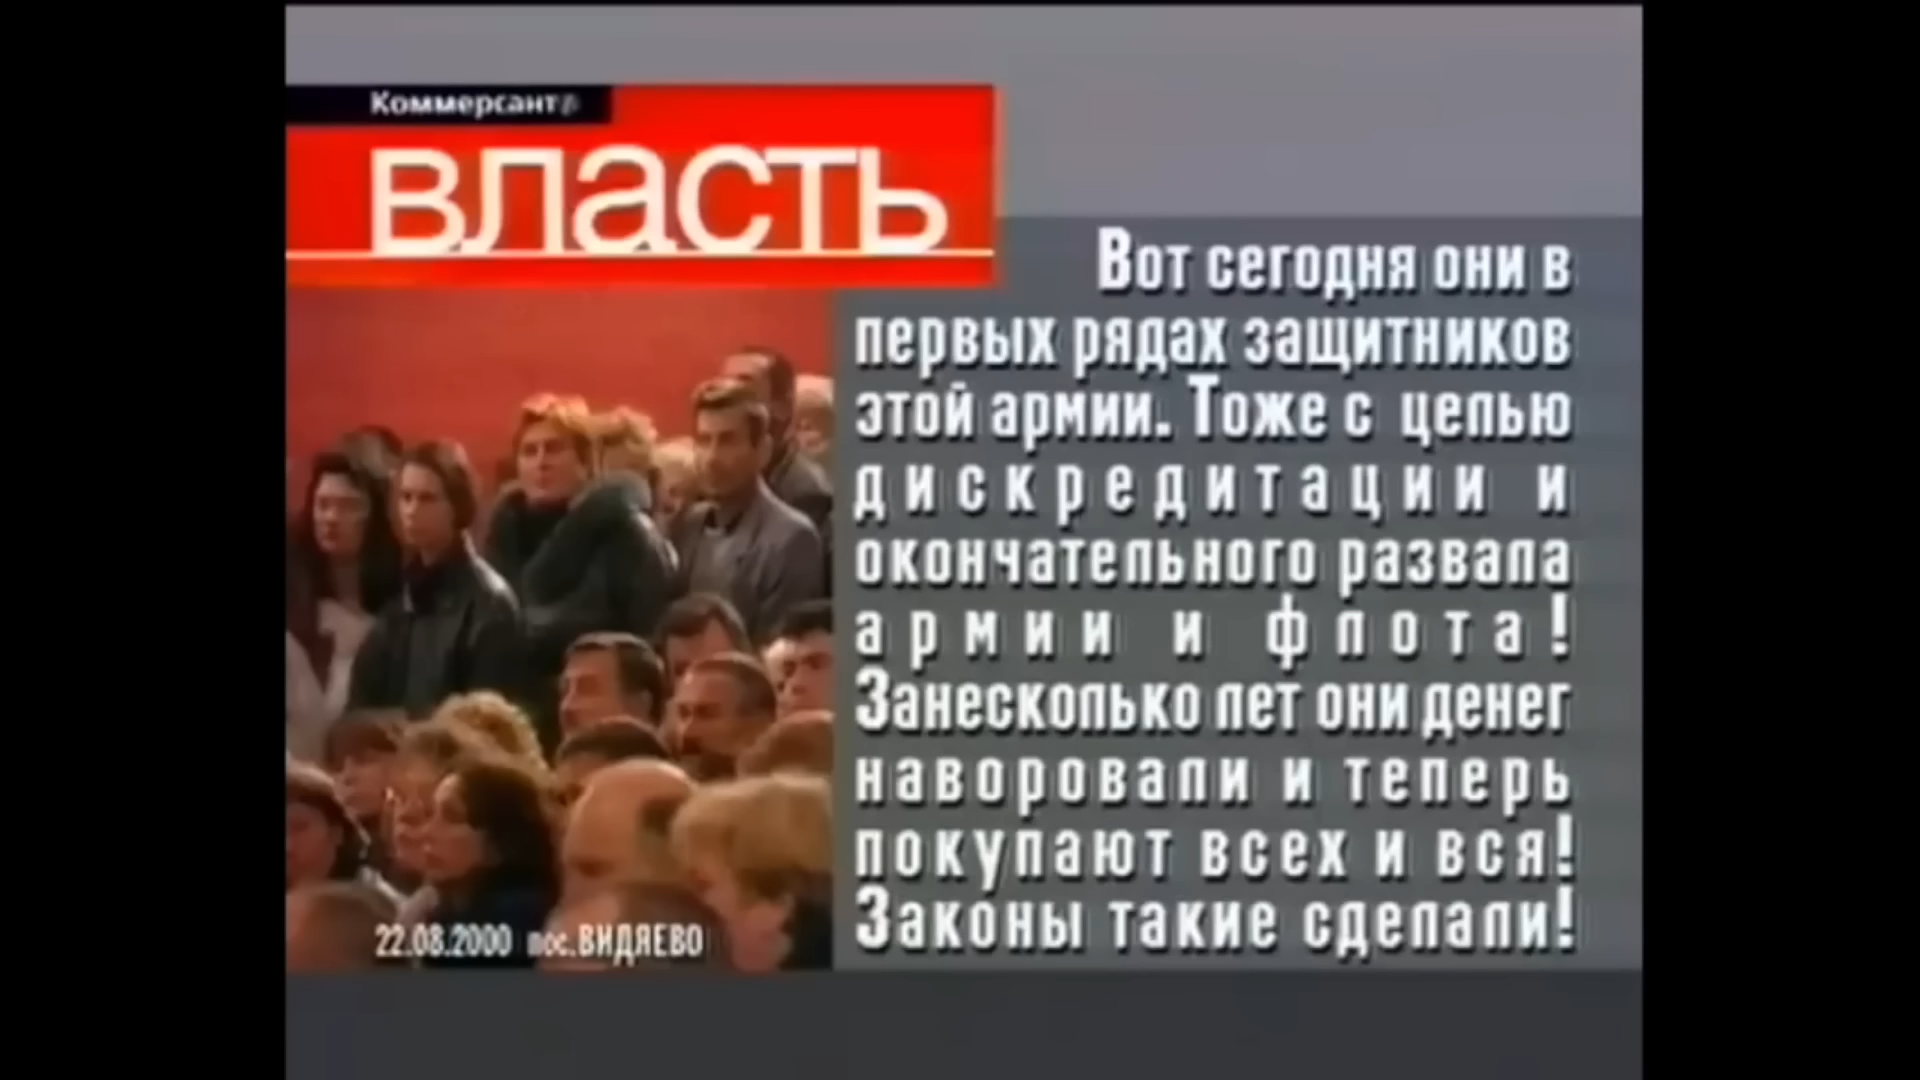 Коммерсантъ
власть
Вот сегодня они в
первых рядах защитников
этой армии. Тоже с целью
дискредитации и
окончательного развала
армии и флота!
Занесколько лет они денег
наворовали и теперь
покупают всех и вся!
Законы такие сделали!
22.08.2000 пос.ВИДЯЕВО